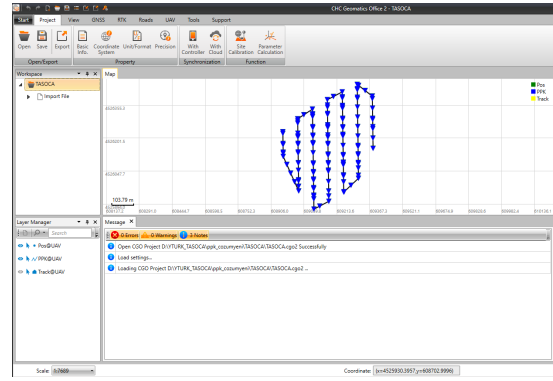 CHC Geomatics Office 2 - TASOCA
Start Project View GNSS RTK Roads UAV Tools Support
Open Save Export Basic Info. Coordinate System Unit/Format Precision With Controller With Cloud Site Calibration Parameter Calculation
Open/Export Property Synchronization Function
Workspace
TASOCA
Import File
Map
Pos
PPK
Track
103.79 m
Layer Manager
Search
Pos@UAV
PPK@UAV
Track@UAV
Message
0 Errors 0 Warnings 3 Notes
Open CGO Project D:\YTURK_TASOCA\ppk_cozumyeni\TASOCA\TASOCA.cgo2 Successfully
Load settings...
Loading CGO Project D:\YTURK_TASOCA\ppk_cozumyeni\TASOCA\TASOCA.cgo2 ...
Scale: 1:7689
Coordinate: (x=4525930.3957,y=608702.9996)